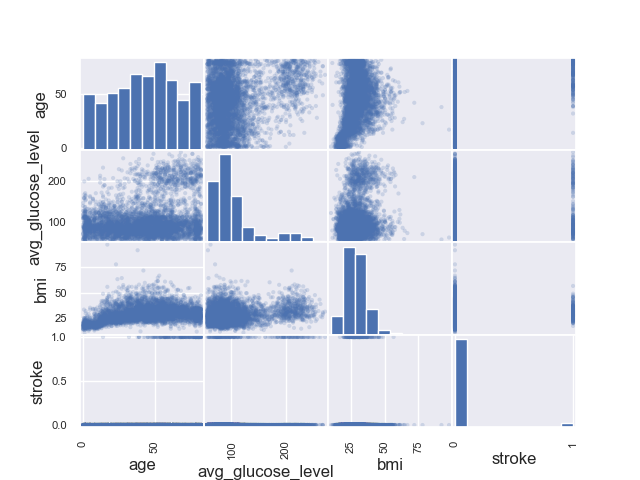 age
50
0
avg_glucose_level
200
100
bmi
75
50
25
stroke
1.0
0.5
0.0
0 50 100 200 25 50 75 0 1
age avg_glucose_level bmi stroke